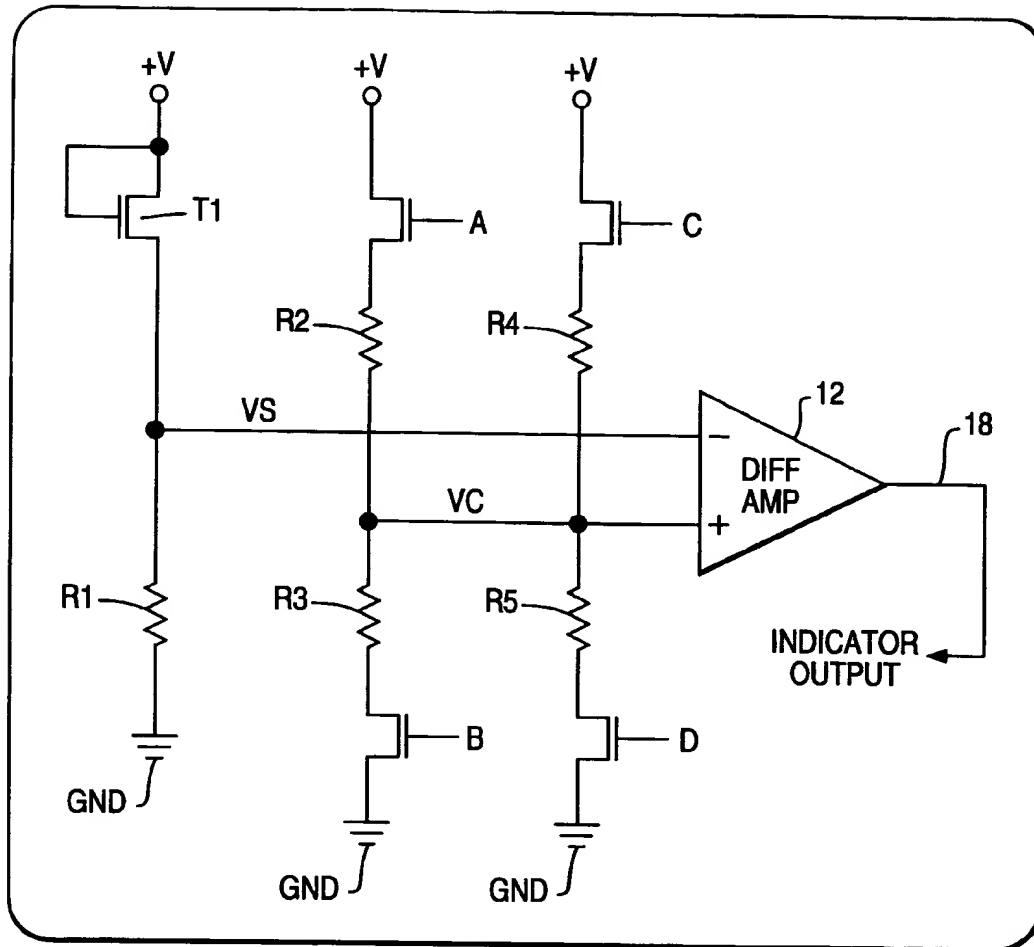 +V
+V
+V
T1
A
C
R2
R4
12
18
VS
DIFF
AMP
-
+
VC
R1
R3
R5
INDICATOR
OUTPUT
B
D
GND
GND
GND